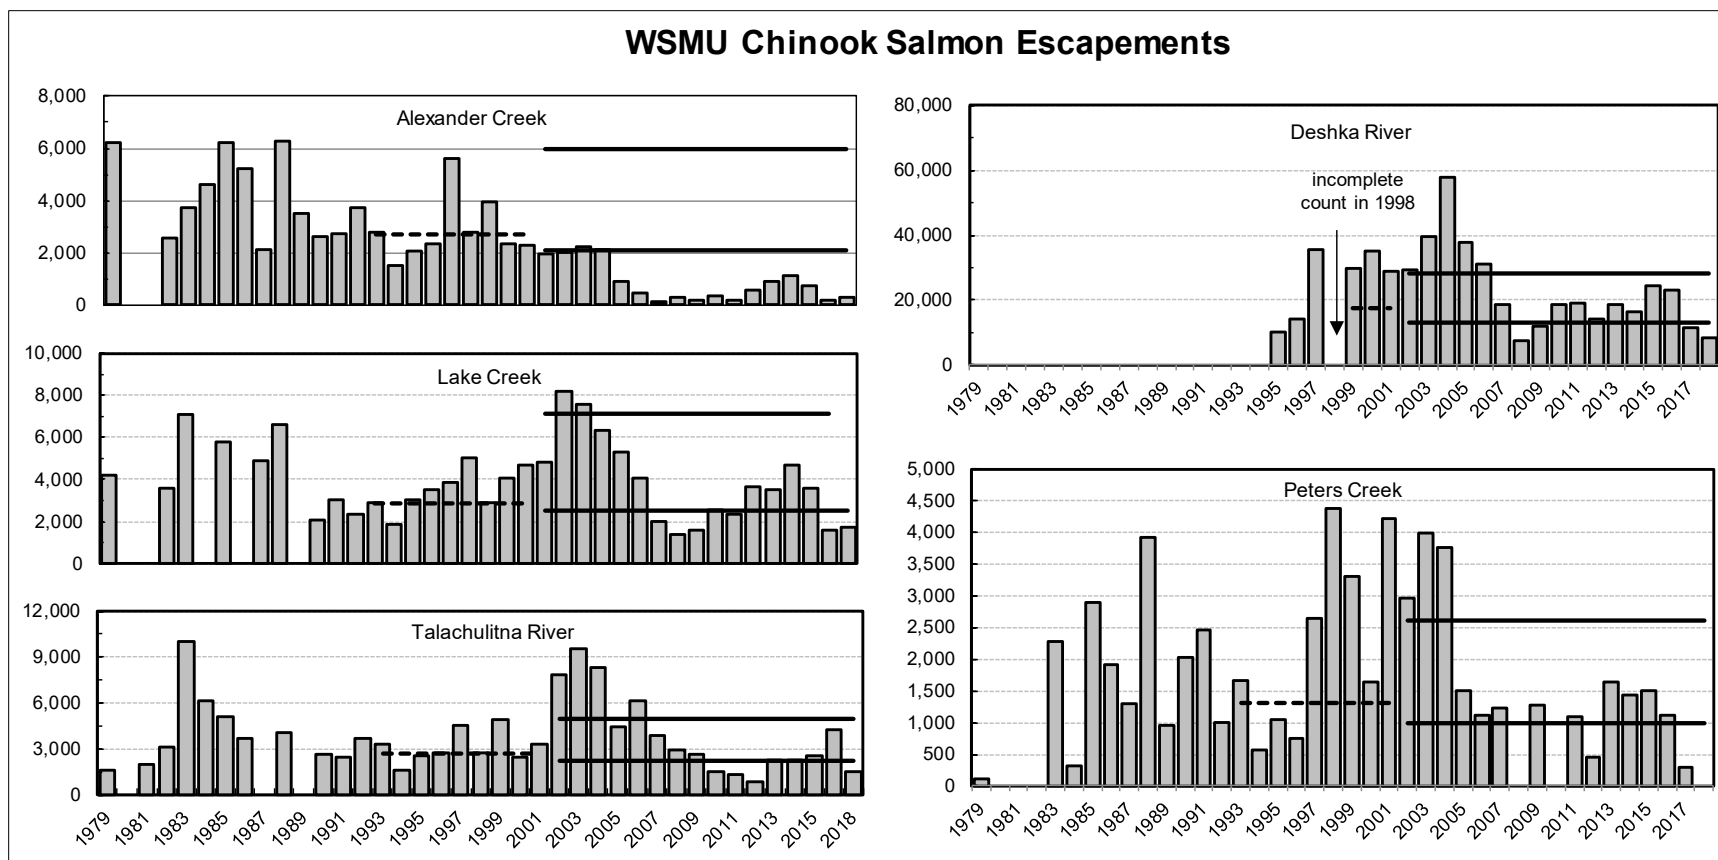 WSMU Chinook Salmon Escapements
Alexander Creek
8,000
6,000
4,000
2,000
0
Lake Creek
10,000
8,000
6,000
4,000
2,000
0
Talachulitna River
12,000
9,000
6,000
3,000
0
1979 1981 1983 1985 1987 1989 1991 1993 1995 1997 1999 2001 2003 2005 2007 2009 2011 2013 2015 2018
Deshka River
incomplete
count in 1998
80,000
60,000
40,000
20,000
0
1979 1981 1983 1985 1987 1989 1991 1993 1995 1997 1999 2001 2003 2005 2007 2009 2011 2013 2015 2017
Peters Creek
5,000
4,500
4,000
3,500
3,000
2,500
2,000
1,500
1,000
500
0
1979 1981 1983 1985 1987 1989 1991 1993 1995 1997 1999 2001 2003 2005 2007 2009 2011 2013 2015 2017